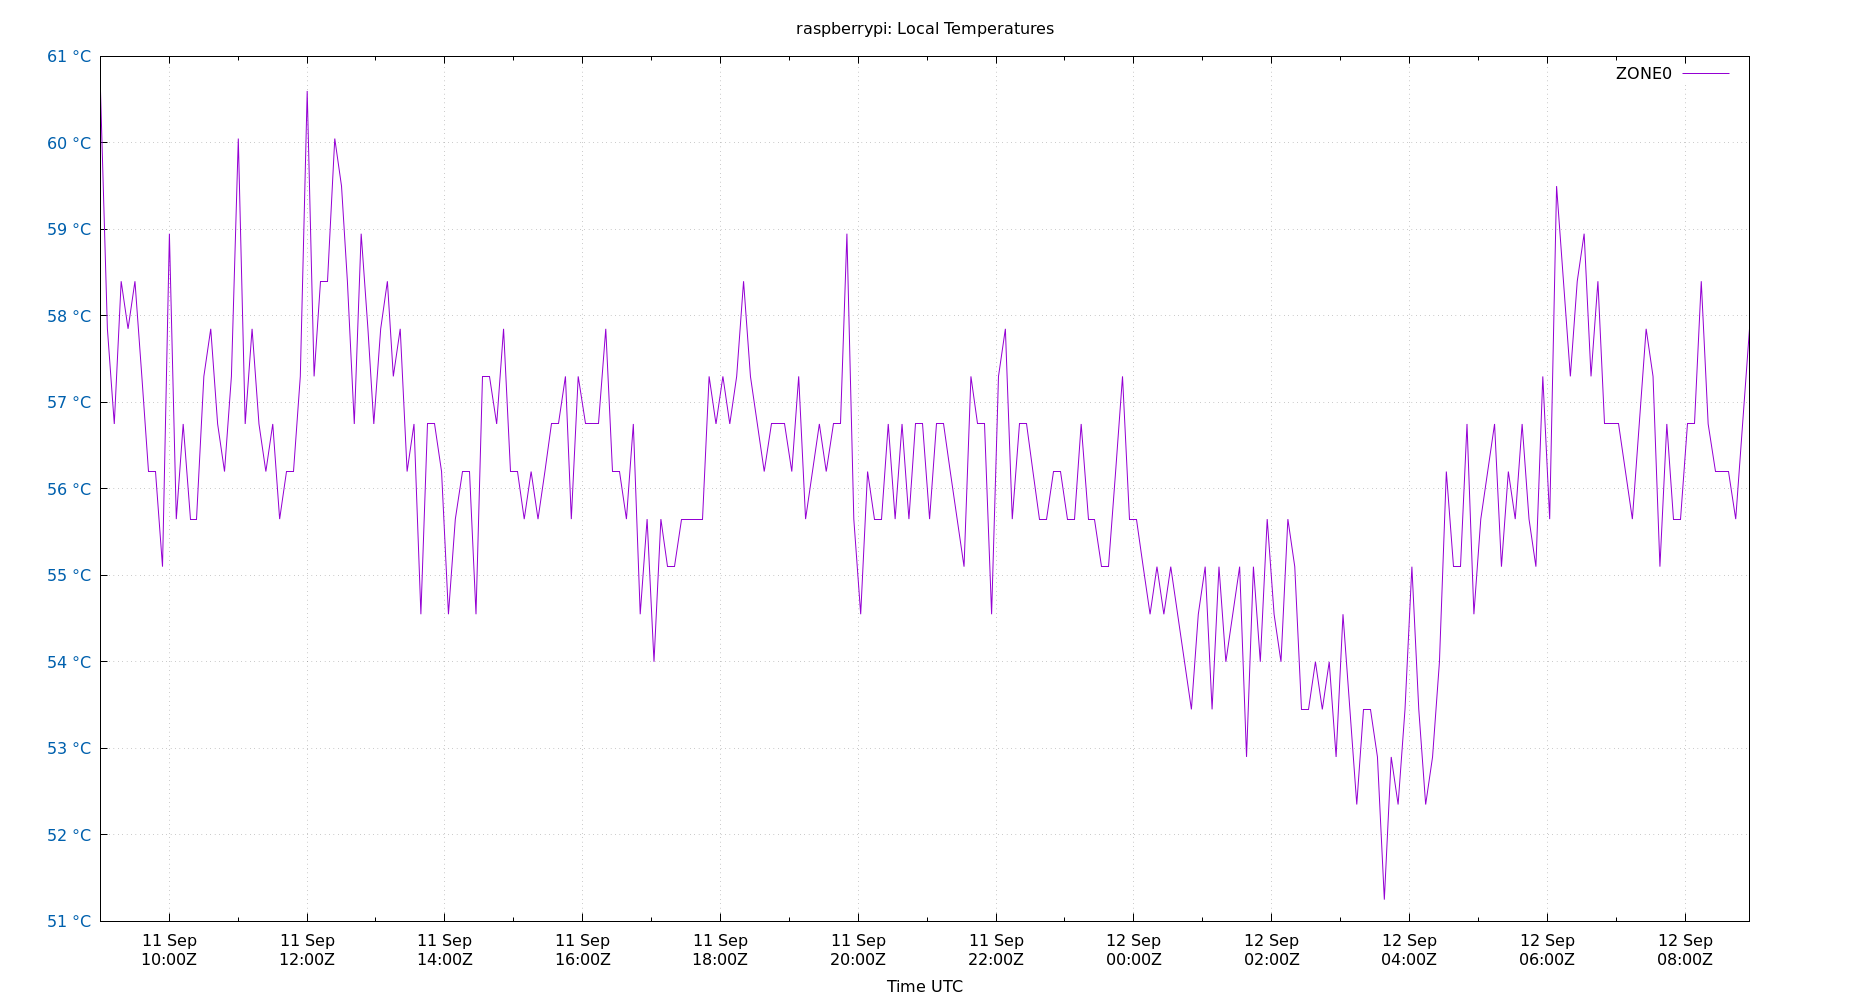 raspberrypi: Local Temperatures
61 °C
ZONE0
60 °C
59 °C
58 °C
57 °C
56 °C
55 °C
54 °C
53 °C
52 °C
51 °C
11 Sep 11 Sep 11 Sep 11 Sep 11 Sep 11 Sep 11 Sep 12 Sep 12 Sep 12 Sep 12 Sep 12 Sep
10:00Z 12:00Z 14:00Z 16:00Z 18:00Z 20:00Z 22:00Z 00:00Z 02:00Z 04:00Z 06:00Z 08:00Z
Time UTC